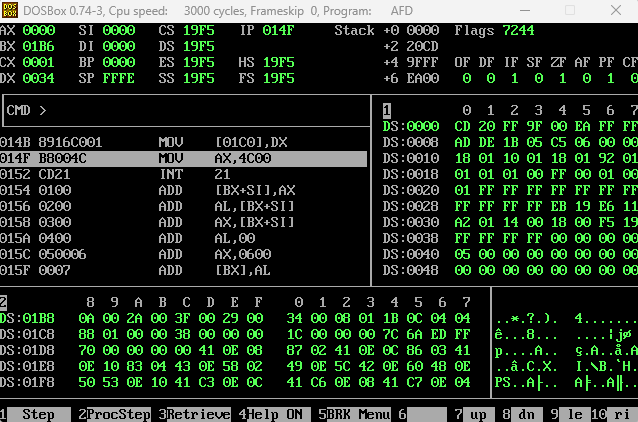 DOSBox 0.74-3, Cpu speed: 3000 cycles, Frameskip 0, Program: AFD
AX 0000 SI 0000 CS 19F5 IP 014F Stack +0 0000 Flags 7244
BX 01B6 DI 0000 DS 19F5 +2 20CD
CX 0001 BP 0000 ES 19F5 HS 19F5 +4 9FFF OF DF IF SF ZF AF PF CF
DX 0034 SP FFFE SS 19F5 FS 19F5 +6 EA00 0 0 1 0 1 0 1 0
CMD >
014B 8916C001 MOV [01C0],DX
014F B8004C MOV AX,4C00
0152 CD21 INT 21
0154 0100 ADD [BX+SI],AX
0156 0200 ADD AL,[BX+SI]
0158 0300 ADD AX,[BX+SI]
015A 0400 ADD AL,00
015C 050006 ADD AX,0600
015F 0007 ADD [BX],AL
1 0 1 2 3 4 5 6 7
DS:0000 CD 20 FF 9F 00 EA FF FF
DS:0008 AD DE 1B 05 C5 06 00 00
DS:0010 18 01 10 01 18 01 92 01
DS:0018 01 01 01 00 FF 00 01 00
DS:0020 01 FF FF FF FF FF FF FF
DS:0028 FF FF FF FF EB 19 E6 11
DS:0030 A2 01 14 00 18 00 F5 19
DS:0038 FF FF FF FF 00 00 00 00
DS:0040 05 00 00 00 00 00 00 00
DS:0048 00 00 00 00 00 00 00 00
2 8 9 A B C D E F 0 1 2 3 4 5 6 7
DS:01B8 0A 00 2A 00 3F 00 29 00 34 00 08 01 1B 0C 04 04 ..*.?.). 4.......
DS:01C8 88 01 00 00 38 00 00 00 1C 00 00 00 7C 6A ED FF ê...8... ....|jφ
DS:01D8 70 00 00 00 00 41 0E 08 87 02 41 0E 0C 86 03 41 p....A.. ç.A..å.A
DS:01E8 0E 10 83 04 43 0E 58 02 49 0E 5C 42 0E 60 48 0E ..â.C.X. I.\B.`H.
DS:01F8 50 53 0E 10 41 C3 0E 0C 41 C6 0E 08 41 C7 0E 04 PS..A├.. A╞..A╟..
1 Step 2 ProcStep 3 Retrieve 4 Help ON 5 BRK Menu 6 7 up 8 dn 9 le 10 ri